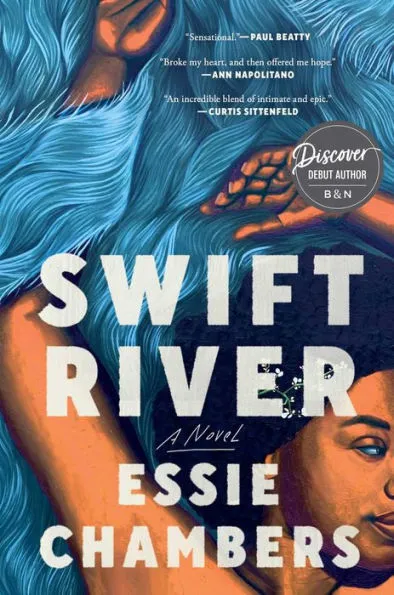 “Sensational.”—PAUL BEATTY
“Broke my heart, and then offered me hope.”
—ANN NAPOLITANO
“An incredible blend of intimate and epic.”
—CURTIS SITTENFELD
Discover
DEBUT AUTHOR
B&N
SWIFT
RIVER
A Novel
ESSIE
CHAMBERS